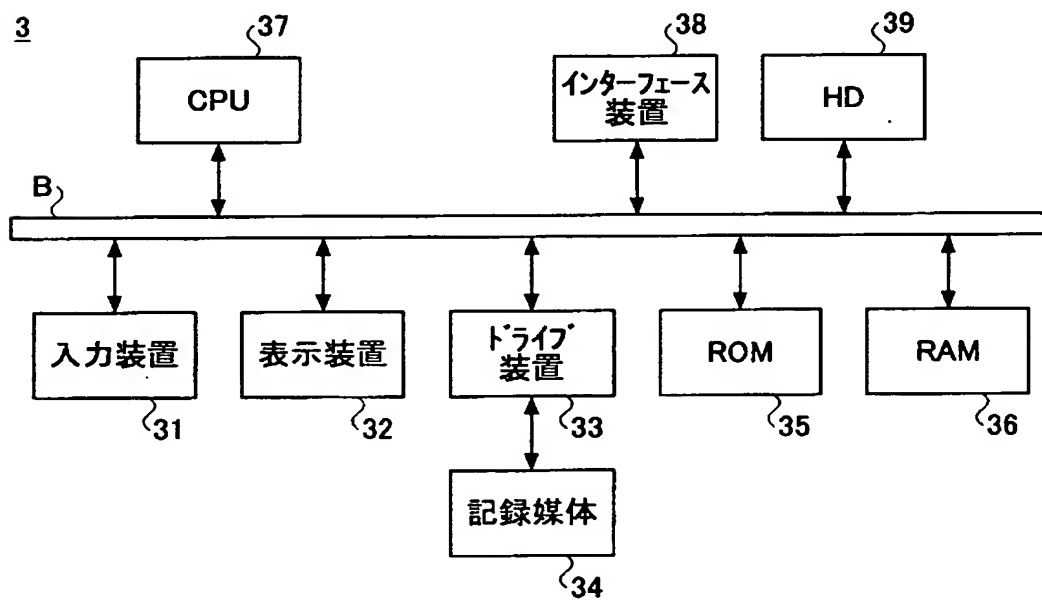 3
37
38
39
CPU
インターフェース
装置
HD
B
入力装置
表示装置
ドライブ
装置
ROM
RAM
31
32
33
35
36
記録媒体
34